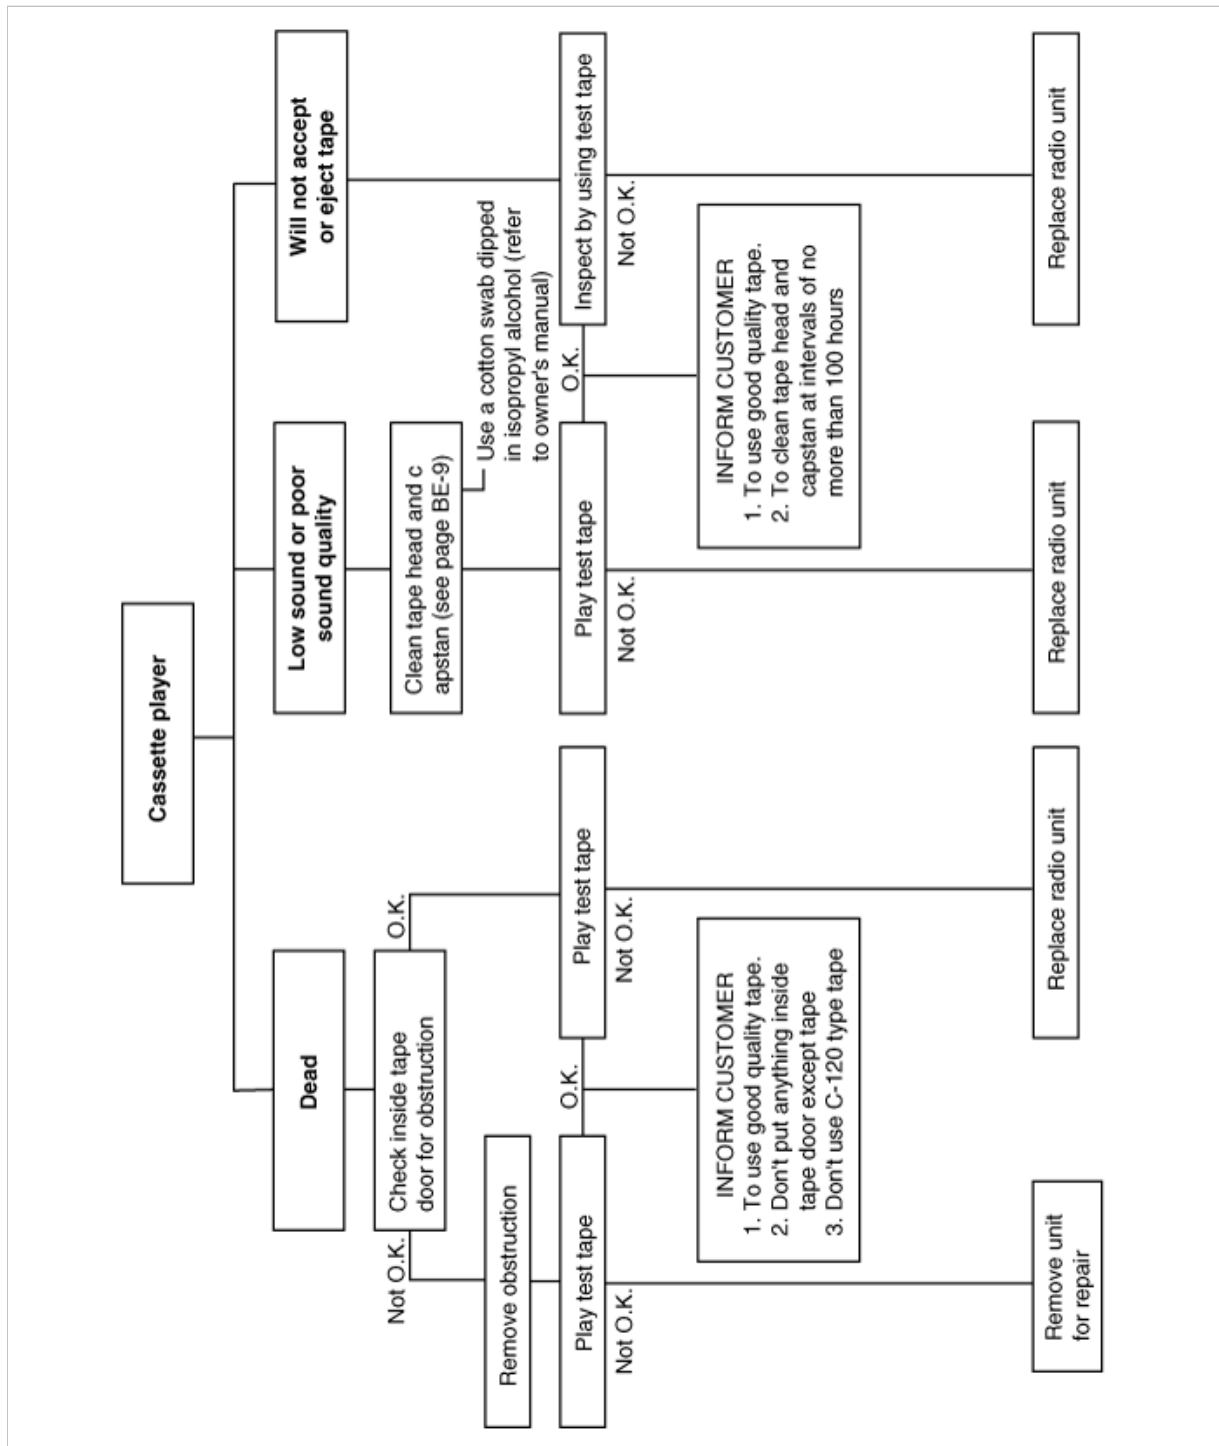 Cassette player
Dead
Low sound or poor
sound quality
Will not accept
or eject tape
Check inside tape
door for obstruction
Not O.K.
O.K.
Clean tape head and c
apstan (see page BE-9)
Use a cotton swab dipped
in isopropyl alcohol (refer
to owner's manual)
Remove obstruction
Play test tape
O.K.
Play test tape
Play test tape
O.K.
Inspect by using test tape
Not O.K.
Not O.K.
Not O.K.
Not O.K.
INFORM CUSTOMER
1. To use good quality tape.
2. Don't put anything inside
tape door except tape
3. Don't use C-120 type tape
INFORM CUSTOMER
1. To use good quality tape.
2. To clean tape head and
capstan at intervals of no
more than 100 hours
Remove unit
for repair
Replace radio unit
Replace radio unit
Replace radio unit